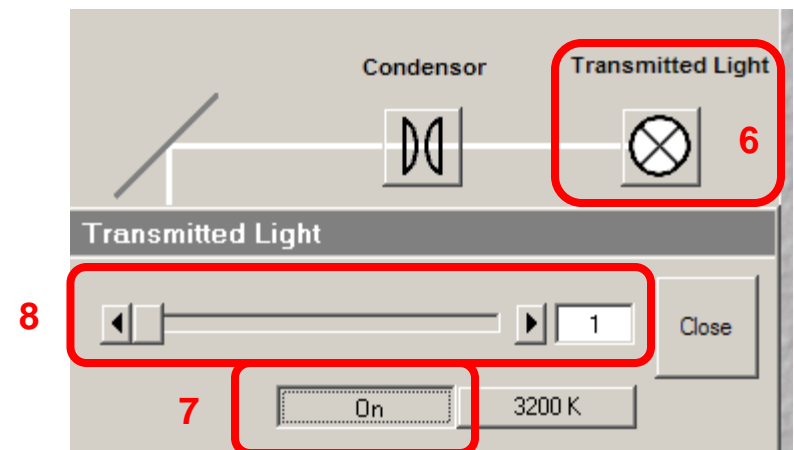 Condensor
Transmitted Light
6
Transmitted Light
8
1
Close
7
On
3200 K